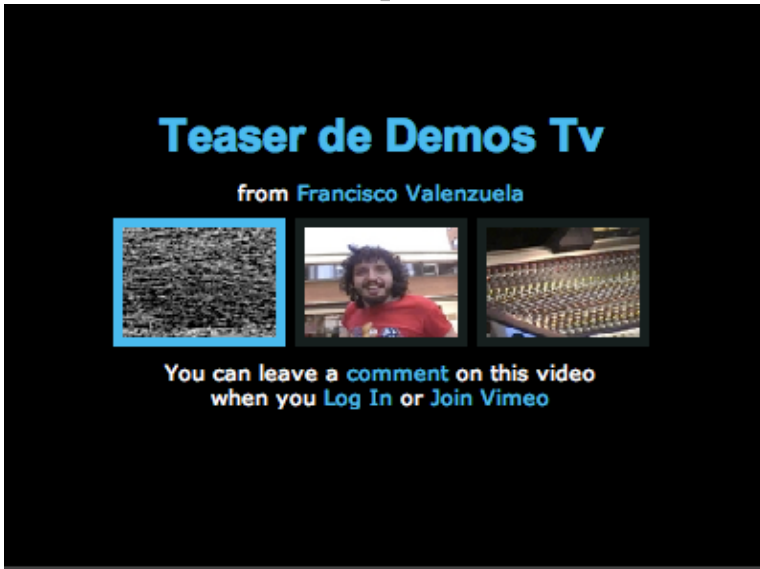 Teaser de Demos Tv
from Francisco Valenzuela
You can leave a comment on this video
when you Log In or Join Vimeo